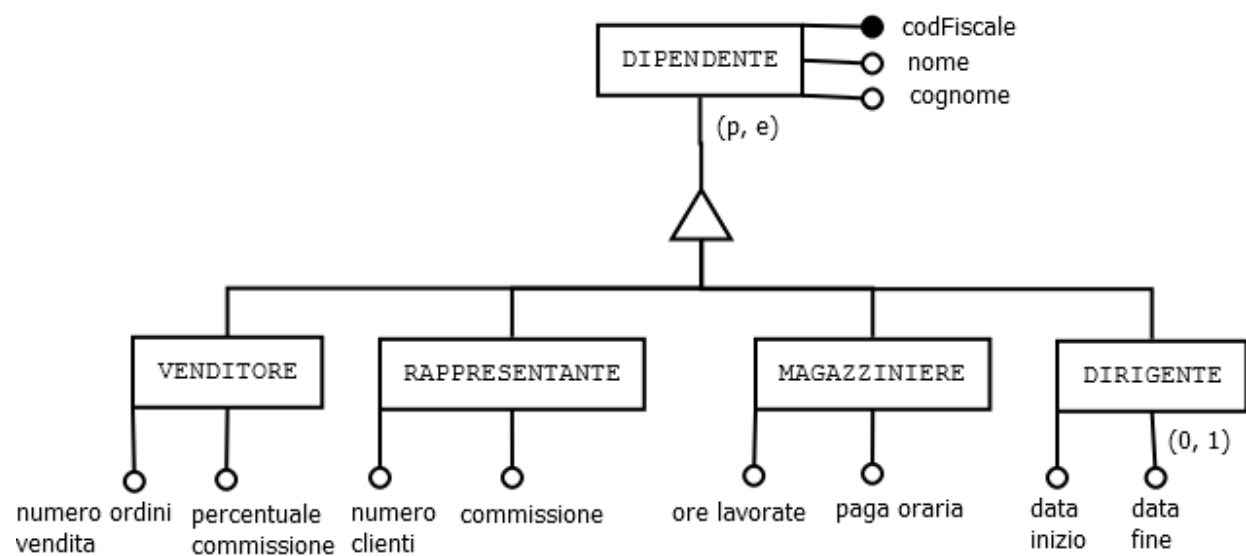 codFiscale
DIPENDENTE
nome
cognome
(p, e)
VENDITORE
RAPPRESENTANTE
MAGAZZINIERE
DIRIGENTE
(0, 1)
numero ordini
vendita
percentuale
commissione
numero
clienti
commissione
ore lavorate
paga oraria
data
inizio
data
fine